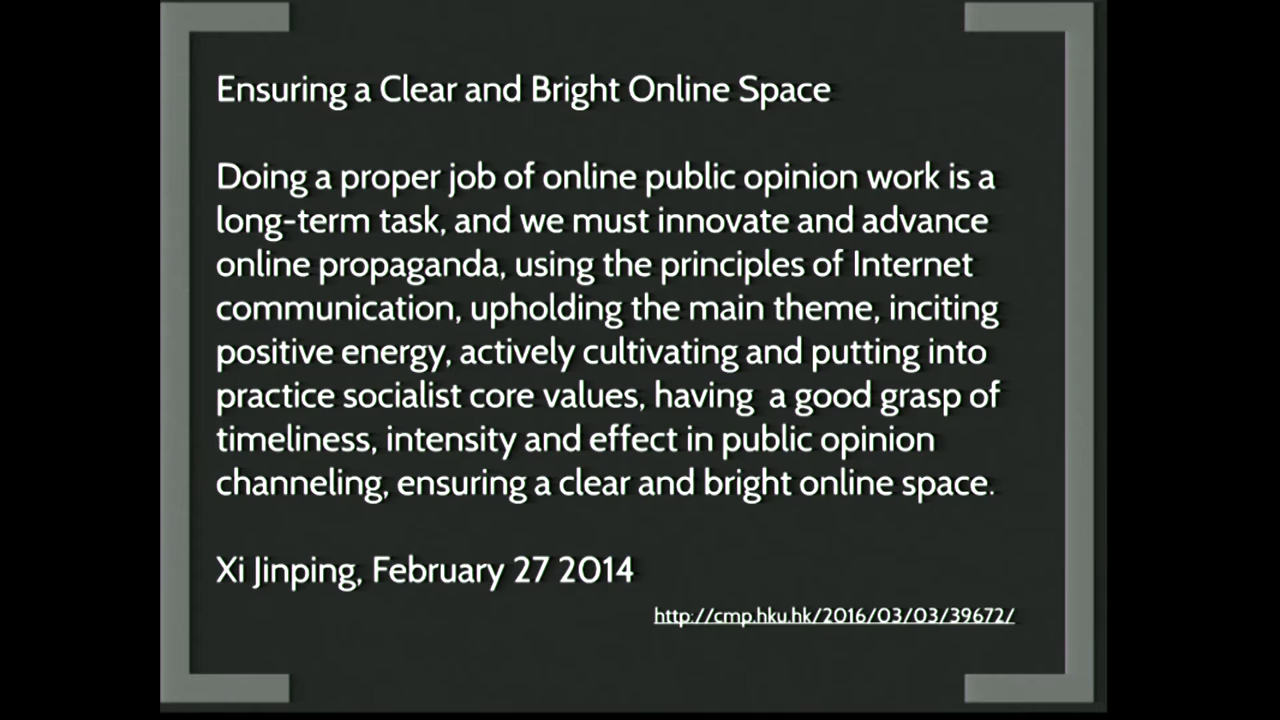 Ensuring a Clear and Bright Online Space
Doing a proper job of online public opinion work is a
long-term task, and we must innovate and advance
online propaganda, using the principles of Internet
communication, upholding the main theme, inciting
positive energy, actively cultivating and putting into
practice socialist core values, having  a good grasp of
timeliness, intensity and effect in public opinion
channeling, ensuring a clear and bright online space.
Xi Jinping, February 27 2014
http://cmp.hku.hk/2016/03/03/39672/